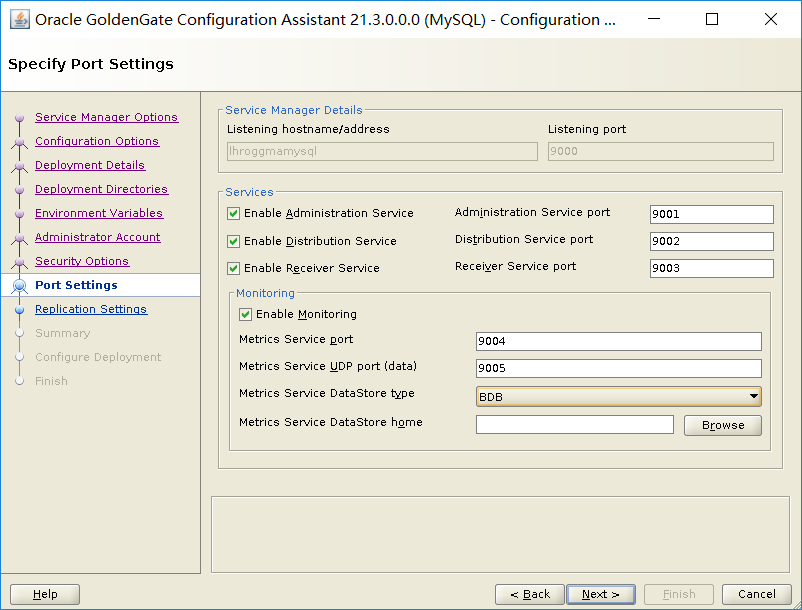 Oracle GoldenGate Configuration Assistant 21.3.0.0.0 (MySQL) - Configuration ...
Specify Port Settings
Service Manager Options
Configuration Options
Deployment Details
Deployment Directories
Environment Variables
Administrator Account
Security Options
Port Settings
Replication Settings
Summary
Configure Deployment
Finish
Service Manager Details
Listening hostname/address Listening port
lhroggmamysql 9000
Services
Enable Administration Service Administration Service port 9001
Enable Distribution Service Distribution Service port 9002
Enable Receiver Service Receiver Service port 9003
Monitoring
Enable Monitoring
Metrics Service port 9004
Metrics Service UDP port (data) 9005
Metrics Service DataStore type BDB
Metrics Service DataStore home Browse
Help < Back Next > Finish Cancel